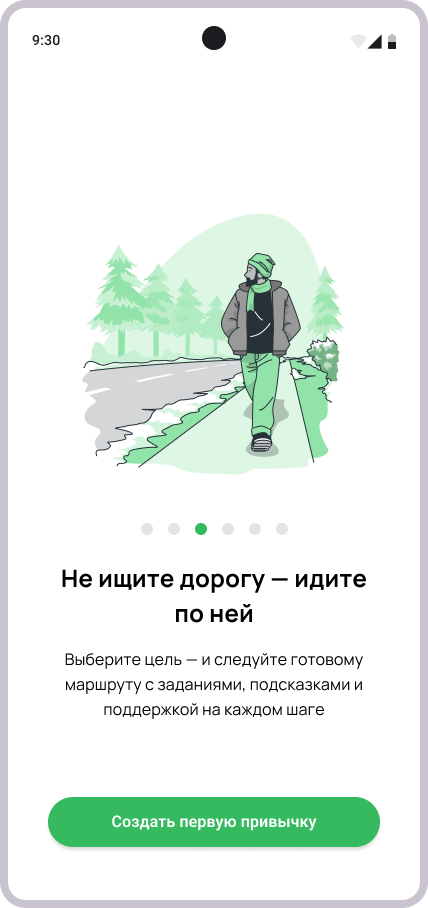 9:30
Не ищите дорогу — идите
по ней
Выберите цель — и следуйте готовому
маршруту с заданиями, подсказками и
поддержкой на каждом шаге
Создать первую привычку